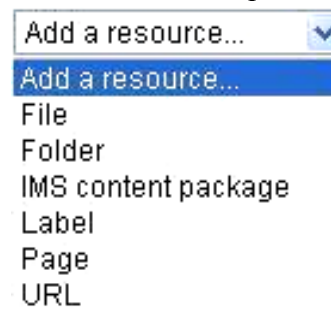 Add a resource...
Add a resource...
File
Folder
IMS content package
Label
Page
URL